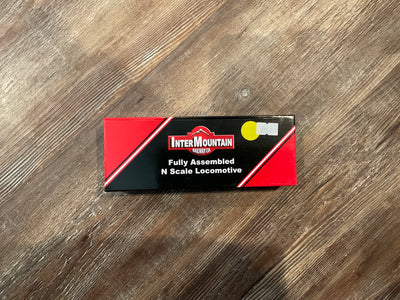 InterMountain
RAILWAY CO.
Fully Assembled
N Scale Locomotive